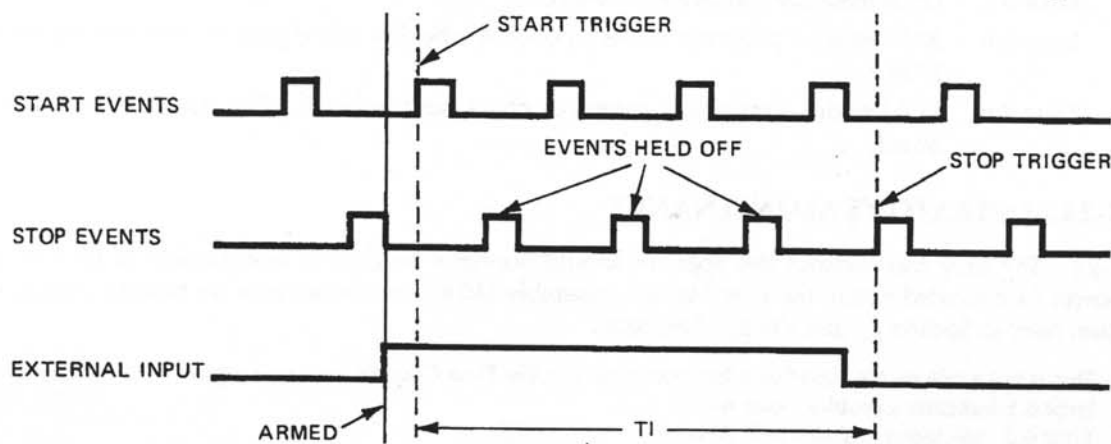 START TRIGGER
START EVENTS
EVENTS HELD OFF
STOP TRIGGER
STOP EVENTS
EXTERNAL INPUT
ARMED
TI